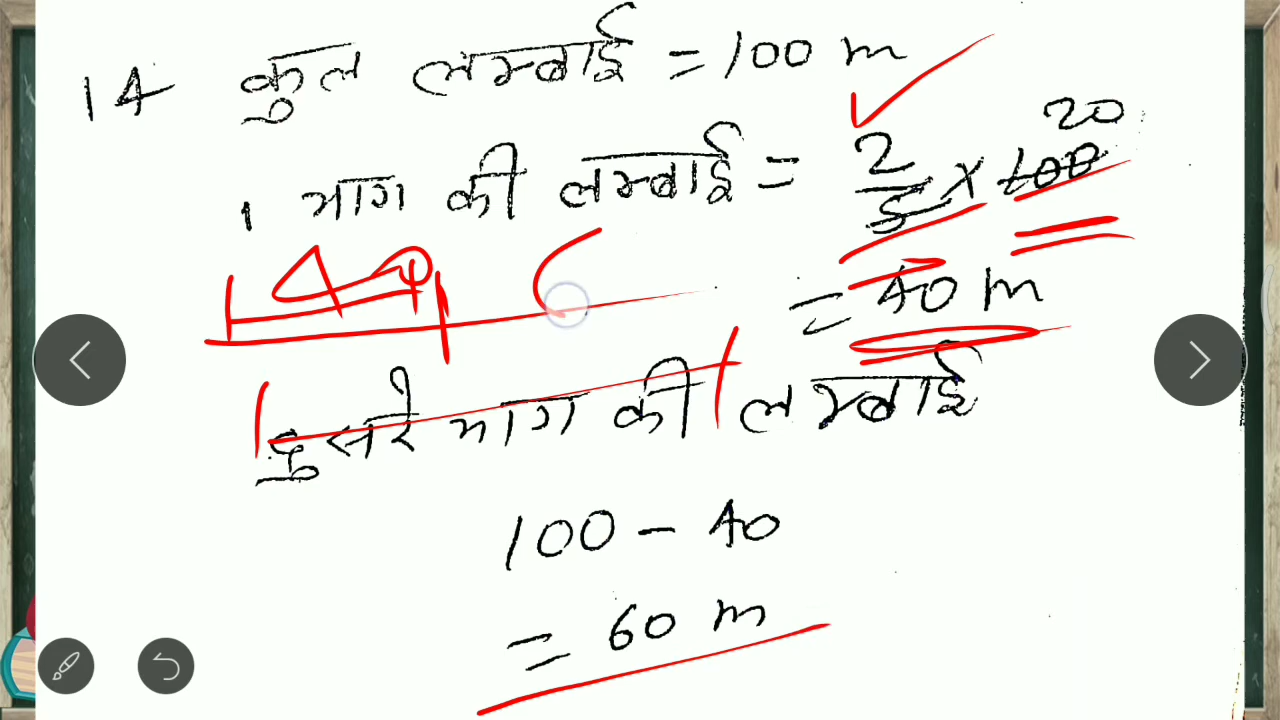 14 कुल लम्बाई = 100 m
1 भाग की लम्बाई = 2/5 × 100 20
= 40 m
दुसरे भाग की लम्बाई
100 - 40
= 60 m